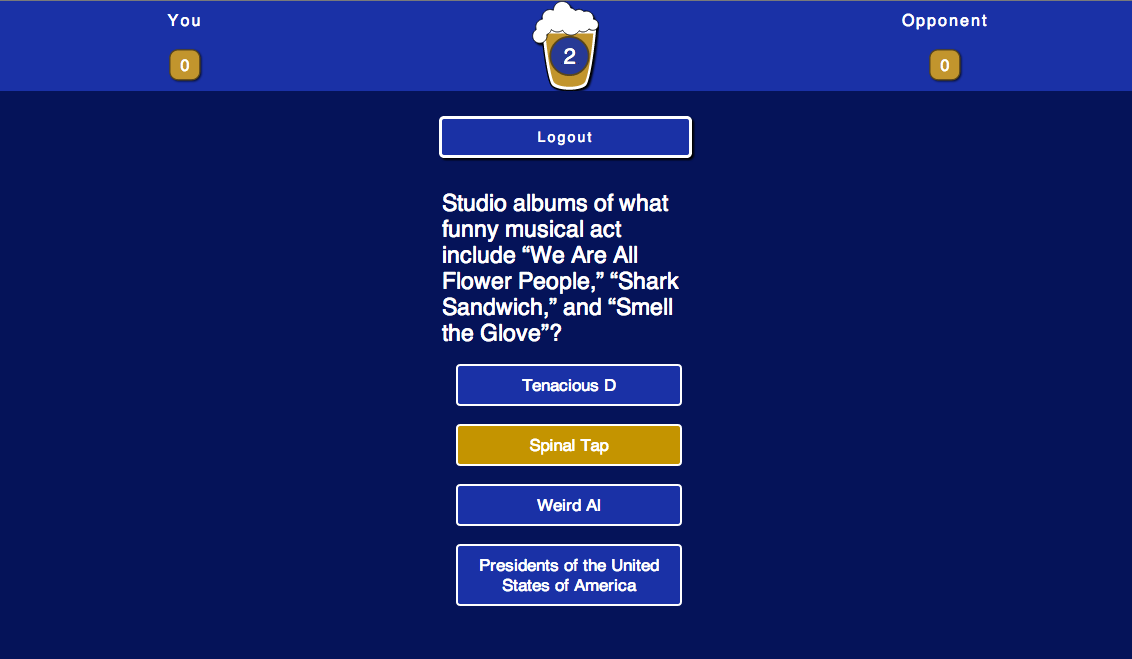 You
Opponent
0
2
0
Logout
Studio albums of what
funny musical act
include “We Are All
Flower People,” “Shark
Sandwich,” and “Smell
the Glove”?
Tenacious D
Spinal Tap
Weird Al
Presidents of the United
States of America